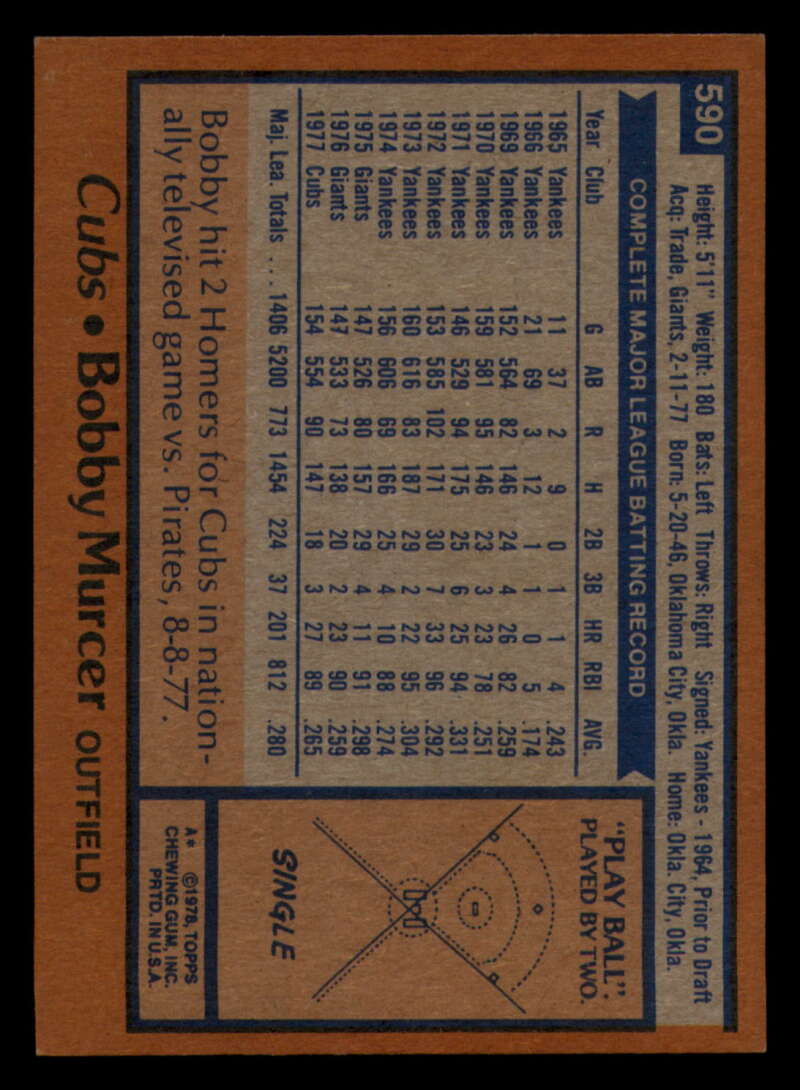 590
Height: 5'11" Weight: 180 Bats: Left Throws: Right Signed: Yankees - 1964, Prior to Draft
Acq: Trade, Giants, 2-11-77 Born: 5-20-46, Oklahoma City, Okla. Home: Okla. City, Okla.
COMPLETE MAJOR LEAGUE BATTING RECORD
Year Club G AB R H 2B 3B HR RBI AVG.
1965 Yankees 11 37 2 9 0 1 1 4 .243
1966 Yankees 21 69 3 12 1 1 0 5 .174
1969 Yankees 152 564 82 146 24 4 26 82 .259
1970 Yankees 159 581 95 146 23 3 23 78 .251
1971 Yankees 146 529 94 175 25 6 25 94 .331
1972 Yankees 153 585 102 171 30 7 33 96 .292
1973 Yankees 160 616 83 187 29 2 22 95 .304
1974 Yankees 156 606 69 166 25 4 10 88 .274
1975 Giants 147 526 80 157 29 4 11 91 .298
1976 Giants 147 533 73 138 20 2 23 90 .259
1977 Cubs 154 554 90 147 18 3 27 89 .265
Maj. Lea. Totals . . . 1406 5200 773 1454 224 37 201 812 .280
Bobby hit 2 Homers for Cubs in nation-
ally televised game vs. Pirates, 8-8-77.
"PLAY BALL".
PLAYED BY TWO.
SINGLE
A* ©1978, TOPPS
CHEWING GUM, INC.
PRTD. IN U.S.A.
Cubs • Bobby Murcer OUTFIELD